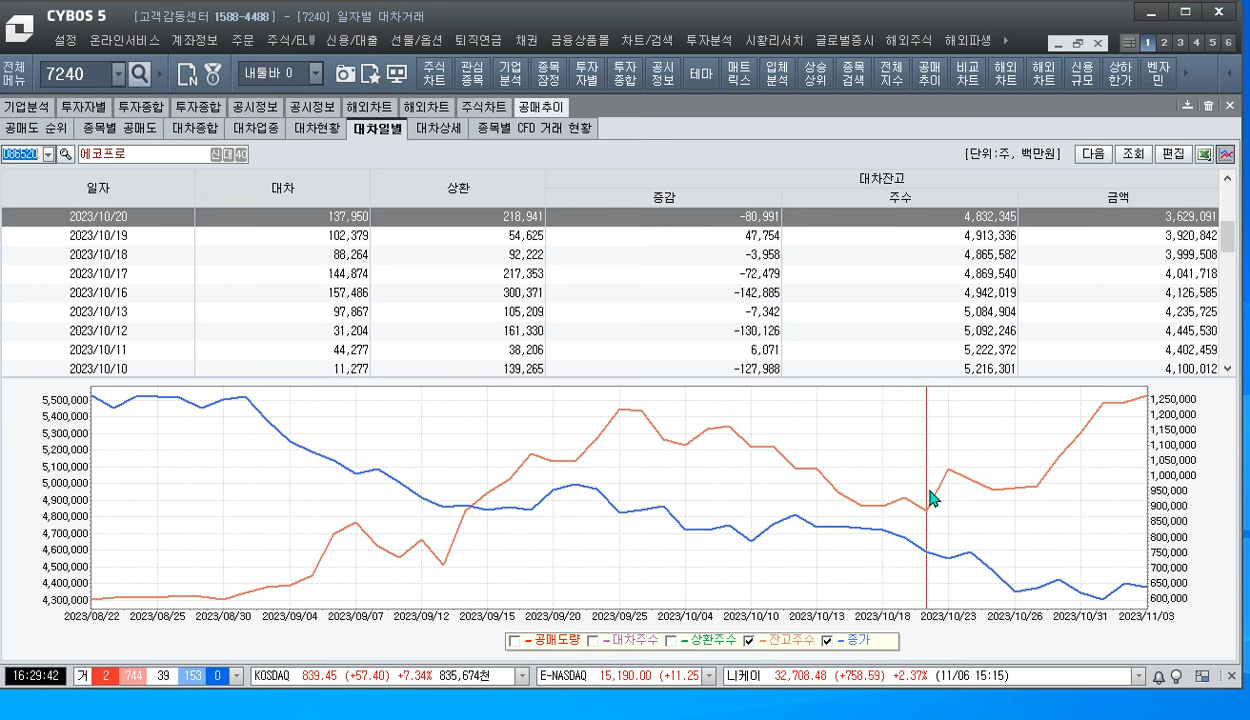 CYBOS 5 [고객감동센터 1588-4488] - [7240] 일자별 대차거래
설정 온라인서비스 계좌정보 주문 주식/ELW 신용/대출 선물/옵션 퇴직연금 채권 금융상품몰 차트/검색 투자분석 시황리서치 글로벌증시 해외주식 해외파생 1 2 3 4 5 6
전체메뉴 7240 내툴바 0 주식차트 관심종목 기업분석 종목잠정 투자자별 투자종합 공시정보 테마 매트릭스 입체분석 상승상위 종목검색 전체지수 공매추이 비교차트 해외차트 해외차트 신용규모 상하한가 벤자민
기업분석 투자자별 투자종합 투자종합 공시정보 공시정보 해외차트 해외차트 주식차트 공매추이
공매도 순위 종목별 공매도 대차종합 대차업종 대차현황 대차일별 대차상세 종목별 CFD 거래 현황
086520 에코프로 신 대 40 [단위:주, 백만원] 다음 조회 편집
일자 대차 상환 대차잔고
증감 주수 금액
2023/10/20 137,950 218,941 -80,991 4,832,345 3,629,091
2023/10/19 102,379 54,625 47,754 4,913,336 3,920,842
2023/10/18 88,264 92,222 -3,958 4,865,582 3,999,508
2023/10/17 144,874 217,353 -72,479 4,869,540 4,041,718
2023/10/16 157,486 300,371 -142,885 4,942,019 4,126,585
2023/10/13 97,867 105,209 -7,342 5,084,904 4,235,725
2023/10/12 31,204 161,330 -130,126 5,092,246 4,445,530
2023/10/11 44,277 38,206 6,071 5,222,372 4,402,459
2023/10/10 11,277 139,265 -127,988 5,216,301 4,100,012
5,500,000 1,250,000
5,400,000 1,200,000
5,300,000 1,150,000
5,200,000 1,100,000
5,100,000 1,050,000
5,000,000 1,000,000
4,900,000 950,000
4,800,000 900,000
4,700,000 850,000
4,600,000 800,000
4,500,000 750,000
4,400,000 700,000
4,300,000 650,000
600,000
2023/08/22 2023/08/25 2023/08/30 2023/09/04 2023/09/07 2023/09/12 2023/09/15 2023/09/20 2023/09/25 2023/10/04 2023/10/10 2023/10/13 2023/10/18 2023/10/23 2023/10/26 2023/10/31 2023/11/03
공매도량 대차주수 상환주수 잔고주수 종가
16:29:42 거 2 744 39 153 0 KOSDAQ 839.45 (+57.40) +7.34% 835,674천 E-NASDAQ 15,190.00 (+11.25 니케이 32,708.48 (+758.59) +2.37% (11/06 15:15)